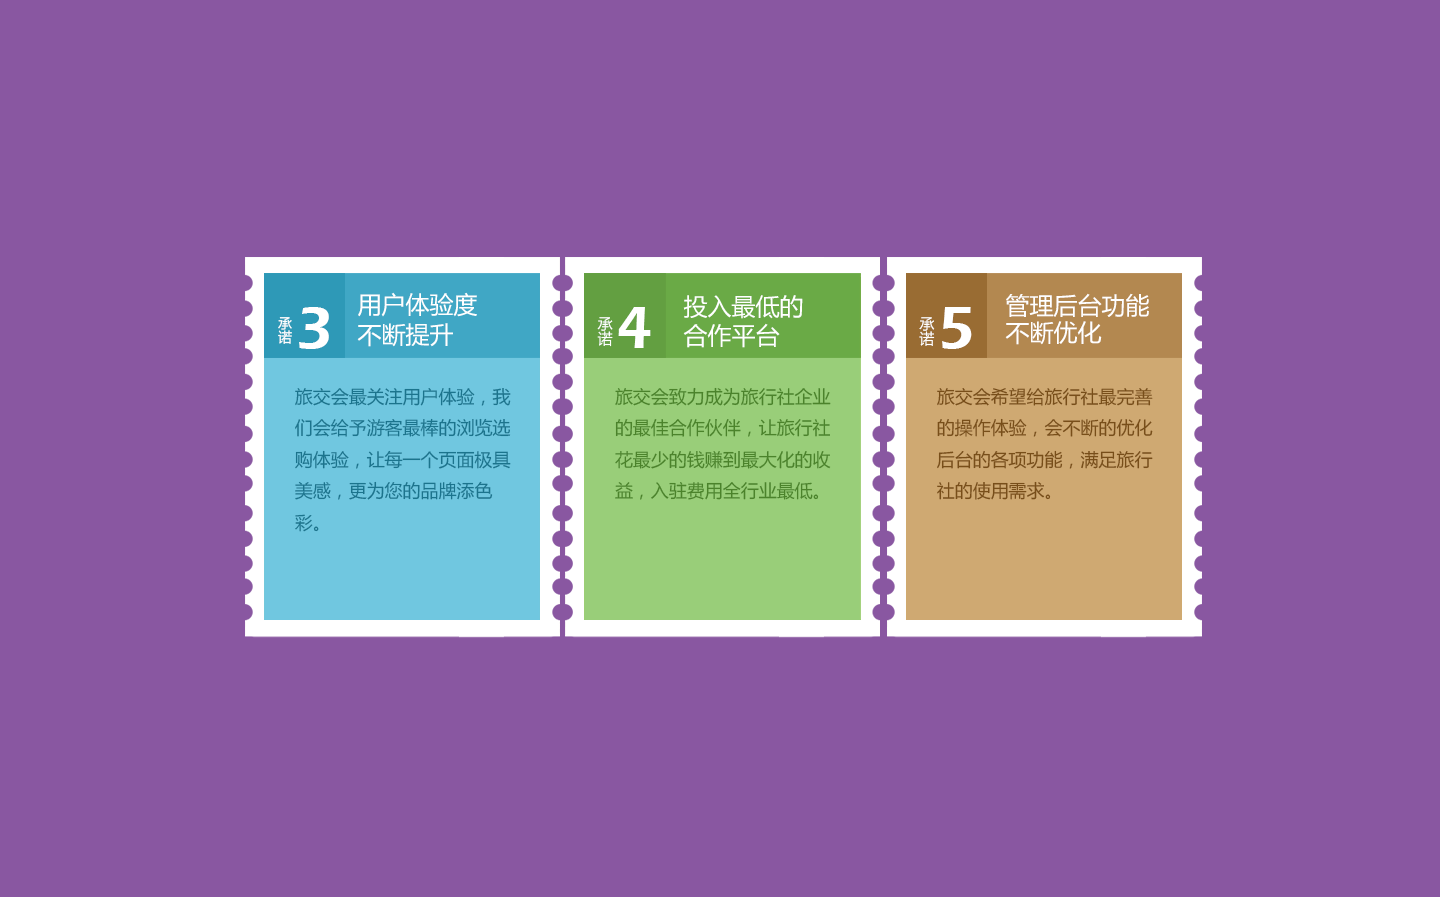 承诺 3
用户体验度
不断提升
旅交会最关注用户体验，我
们会给予游客最棒的浏览选
购体验，让每一个页面极具
美感，更为您的品牌添色
彩。
承诺 4
投入最低的
合作平台
旅交会致力成为旅行社企业
的最佳合作伙伴，让旅行社
花最少的钱赚到最大化的收
益，入驻费用全行业最低。
承诺 5
管理后台功能
不断优化
旅交会希望给旅行社最完善
的操作体验，会不断的优化
后台的各项功能，满足旅行
社的使用需求。